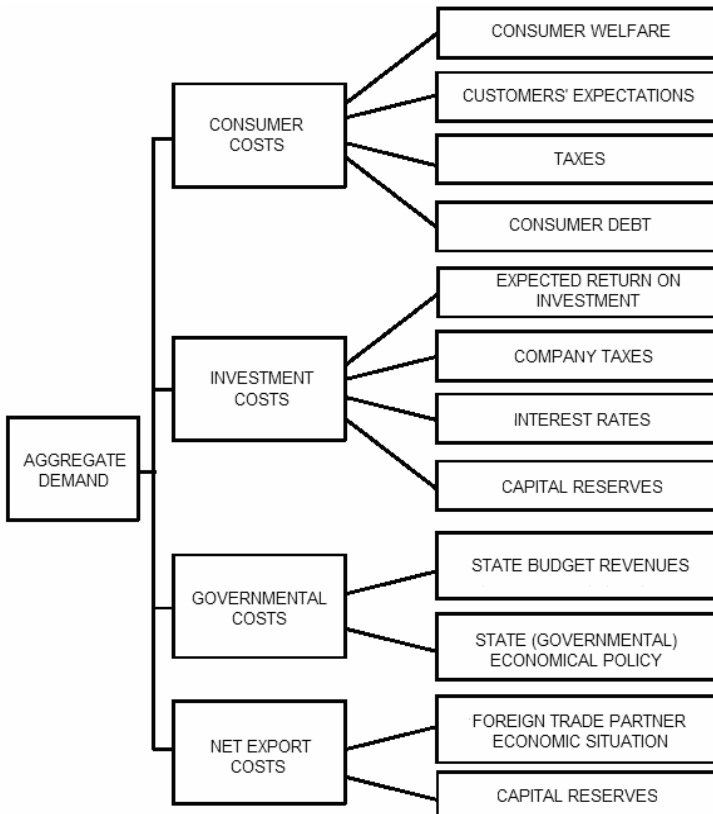 CONSUMER WELFARE
CUSTOMERS' EXPECTATIONS
CONSUMER
COSTS
TAXES
CONSUMER DEBT
EXPECTED RETURN ON
INVESTMENT
COMPANY TAXES
INVESTMENT
COSTS
INTEREST RATES
CAPITAL RESERVES
AGGREGATE
DEMAND
STATE BUDGET REVENUES
GOVERNMENTAL
COSTS
STATE (GOVERNMENTAL)
ECONOMICAL POLICY
FOREIGN TRADE PARTNER
ECONOMIC SITUATION
NET EXPORT
COSTS
CAPITAL RESERVES